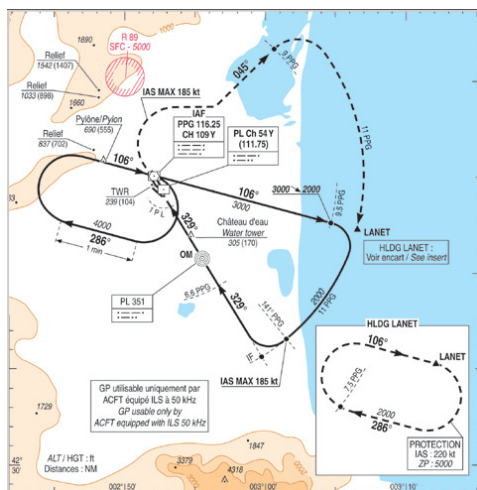 1890
R 89
SFC - 5000
Relief
1542 (1407)
1660
Relief
1033 (898)
045°
9 PPG
IAS MAX 185 kt
IAF
PPG 116.25
CH 109 Y
PL Ch 54 Y
(111.75)
Pylône/Pylon
690 (555)
Relief
837 (702)
11 PPG
106°
106°
3000
3000 2000
9.5 PPG
TWR
239 (104)
1 PL
4000
286°
1 min
329°
Château d'eau
Water tower
305 (170)
LANET
HLDG LANET :
Voir encart / See insert
OM
PL 351
329°
5.5 PPG
141° PPG
2000
11 PPG
IF
IAS MAX 185 kt
HLDG LANET
106°
LANET
7.5 PPG
2000
286°
PROTECTION
IAS : 220 kt
ZP : 5000
GP utilisable uniquement par
ACFT équipé ILS à 50 kHz
GP usable only by
ACFT equipped with ILS 50 kHz
1729
1847
3379
4318
ALT / HGT : ft
Distances : NM
42°
30
002°50
003°00
003°10